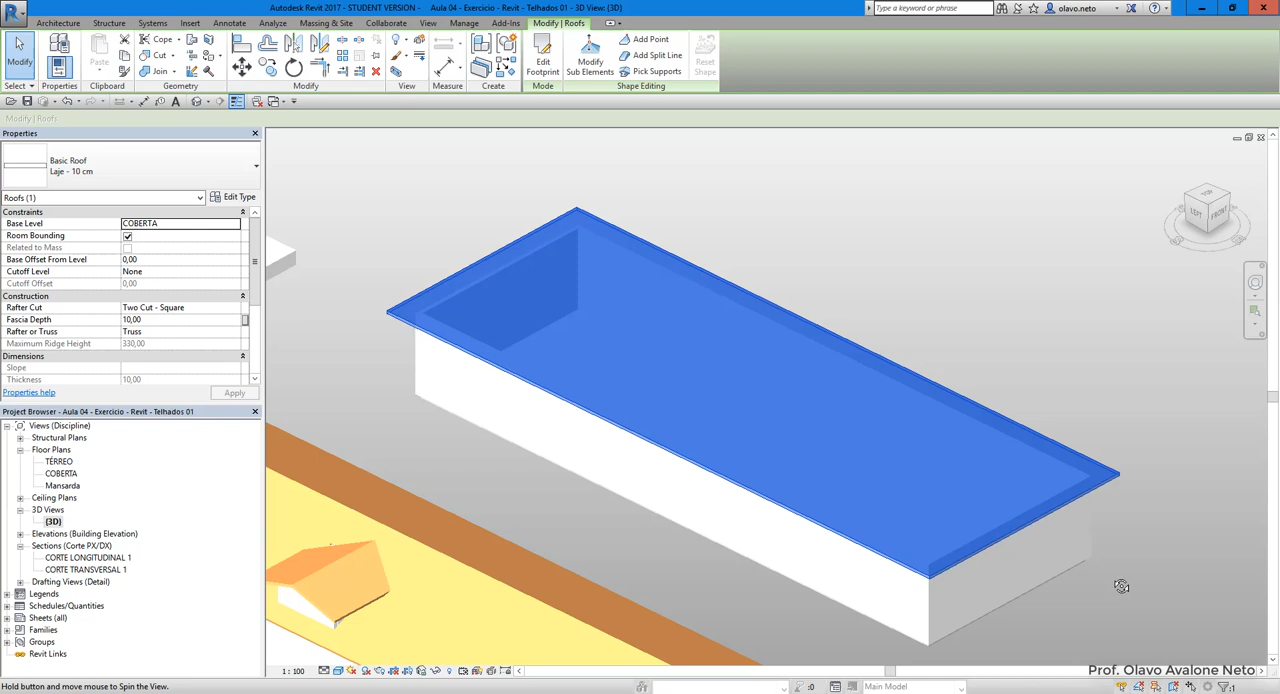 Autodesk Revit 2017 - STUDENT VERSION - Aula 04 - Exercicio - Revit - Telhados 01 - 3D View: {3D}
Type a keyword or phrase
olavo.neto
Architecture Structure Systems Insert Annotate Analyze Massing & Site Collaborate View Manage Add-Ins Modify | Roofs
Modify
Paste
Cope
Cut
Join
Edit Footprint
Modify Sub Elements
Add Point
Add Split Line
Pick Supports
Reset Shape
Select Properties Clipboard Geometry Modify View Measure Create Mode Shape Editing
Modify | Roofs
Properties
Basic Roof
Laje - 10 cm
Roofs (1) Edit Type
Constraints
Base Level COBERTA
Room Bounding
Related to Mass
Base Offset From Level 0,00
Cutoff Level None
Cutoff Offset 0,00
Construction
Rafter Cut Two Cut - Square
Fascia Depth 10,00
Rafter or Truss Truss
Maximum Ridge Height 330,00
Dimensions
Slope
Thickness 10,00
Properties help Apply
Project Browser - Aula 04 - Exercicio - Revit - Telhados 01
Views (Discipline)
Structural Plans
Floor Plans
TÉRREO
COBERTA
Mansarda
Ceiling Plans
3D Views
{3D}
Elevations (Building Elevation)
Sections (Corte PX/DX)
CORTE LONGITUDINAL 1
CORTE TRANSVERSAL 1
Drafting Views (Detail)
Legends
Schedules/Quantities
Sheets (all)
Families
Groups
Revit Links
LEFT FRONT
1 : 100
Prof. Olavo Avalone Neto
Hold button and move mouse to Spin the View.
:0
Main Model
:1